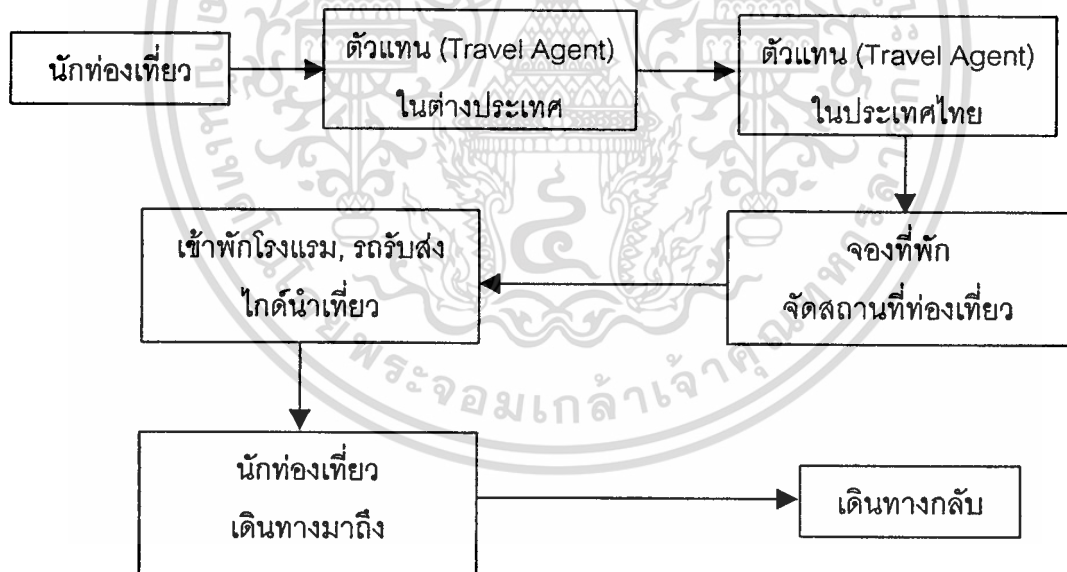 นักท่องเที่ยว
ตัวแทน (Travel Agent)
ในต่างประเทศ
ตัวแทน (Travel Agent)
ในประเทศไทย
จองที่พัก
จัดสถานที่ท่องเที่ยว
เข้าพักโรงแรม, รถรับส่ง
ไกด์นำเที่ยว
นักท่องเที่ยว
เดินทางมาถึง
เดินทางกลับ